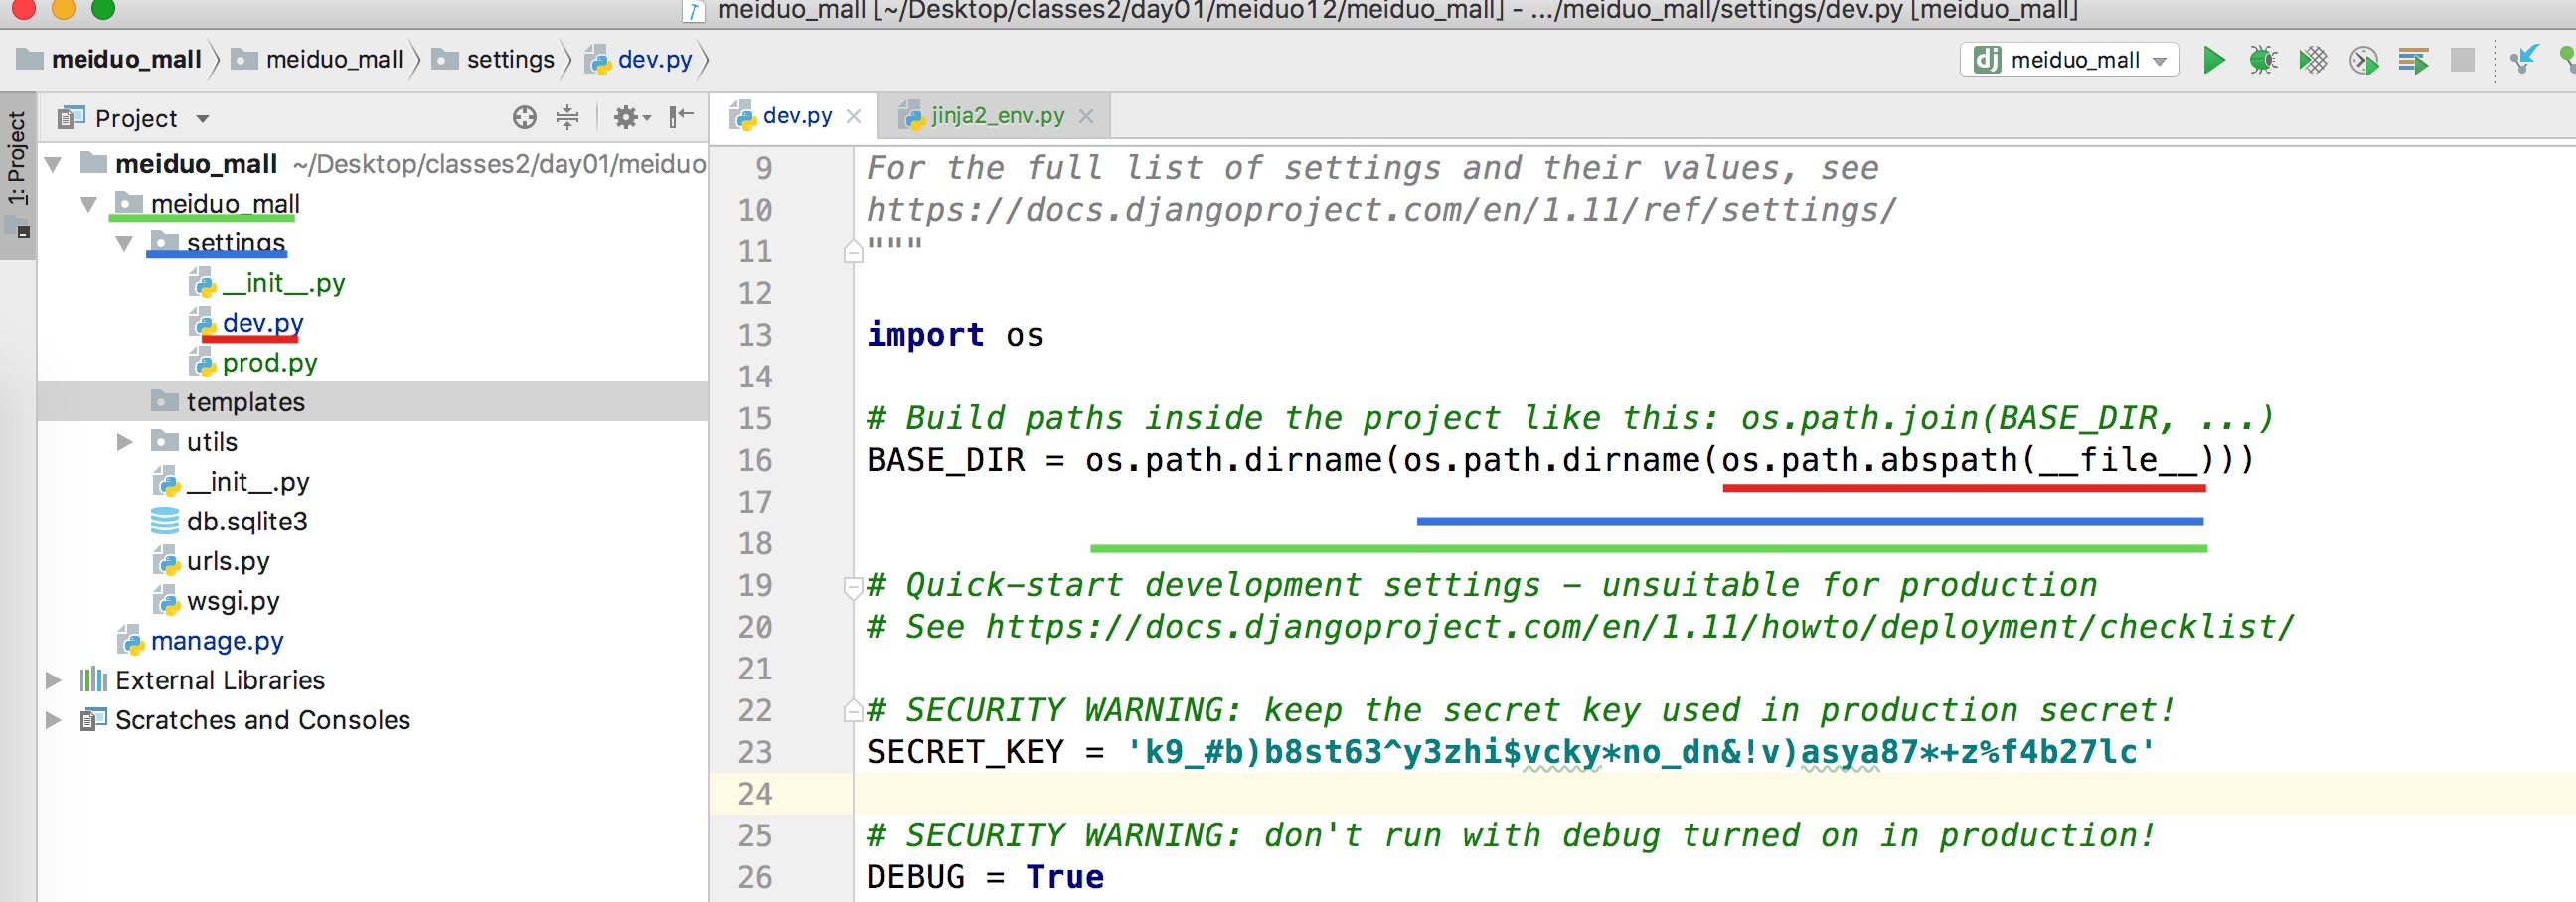 meiduo_mall [~/Desktop/classes2/day01/meiduo12/meiduo_mall] - .../meiduo_mall/settings/dev.py [meiduo_mall]
meiduo_mall meiduo_mall settings dev.py
meiduo_mall
1: Project
Project
meiduo_mall ~/Desktop/classes2/day01/meiduo
meiduo_mall
settings
__init__.py
dev.py
prod.py
templates
utils
__init__.py
db.sqlite3
urls.py
wsgi.py
manage.py
External Libraries
Scratches and Consoles
dev.py jinja2_env.py
9 For the full list of settings and their values, see
10 https://docs.djangoproject.com/en/1.11/ref/settings/
11 """
12
13 import os
14
15 # Build paths inside the project like this: os.path.join(BASE_DIR, ...)
16 BASE_DIR = os.path.dirname(os.path.dirname(os.path.abspath(__file__)))
17
18
19 # Quick-start development settings - unsuitable for production
20 # See https://docs.djangoproject.com/en/1.11/howto/deployment/checklist/
21
22 # SECURITY WARNING: keep the secret key used in production secret!
23 SECRET_KEY = 'k9_#b)b8st63^y3zhi$vcky*no_dn&!v)asya87*+z%f4b27lc'
24
25 # SECURITY WARNING: don't run with debug turned on in production!
26 DEBUG = True